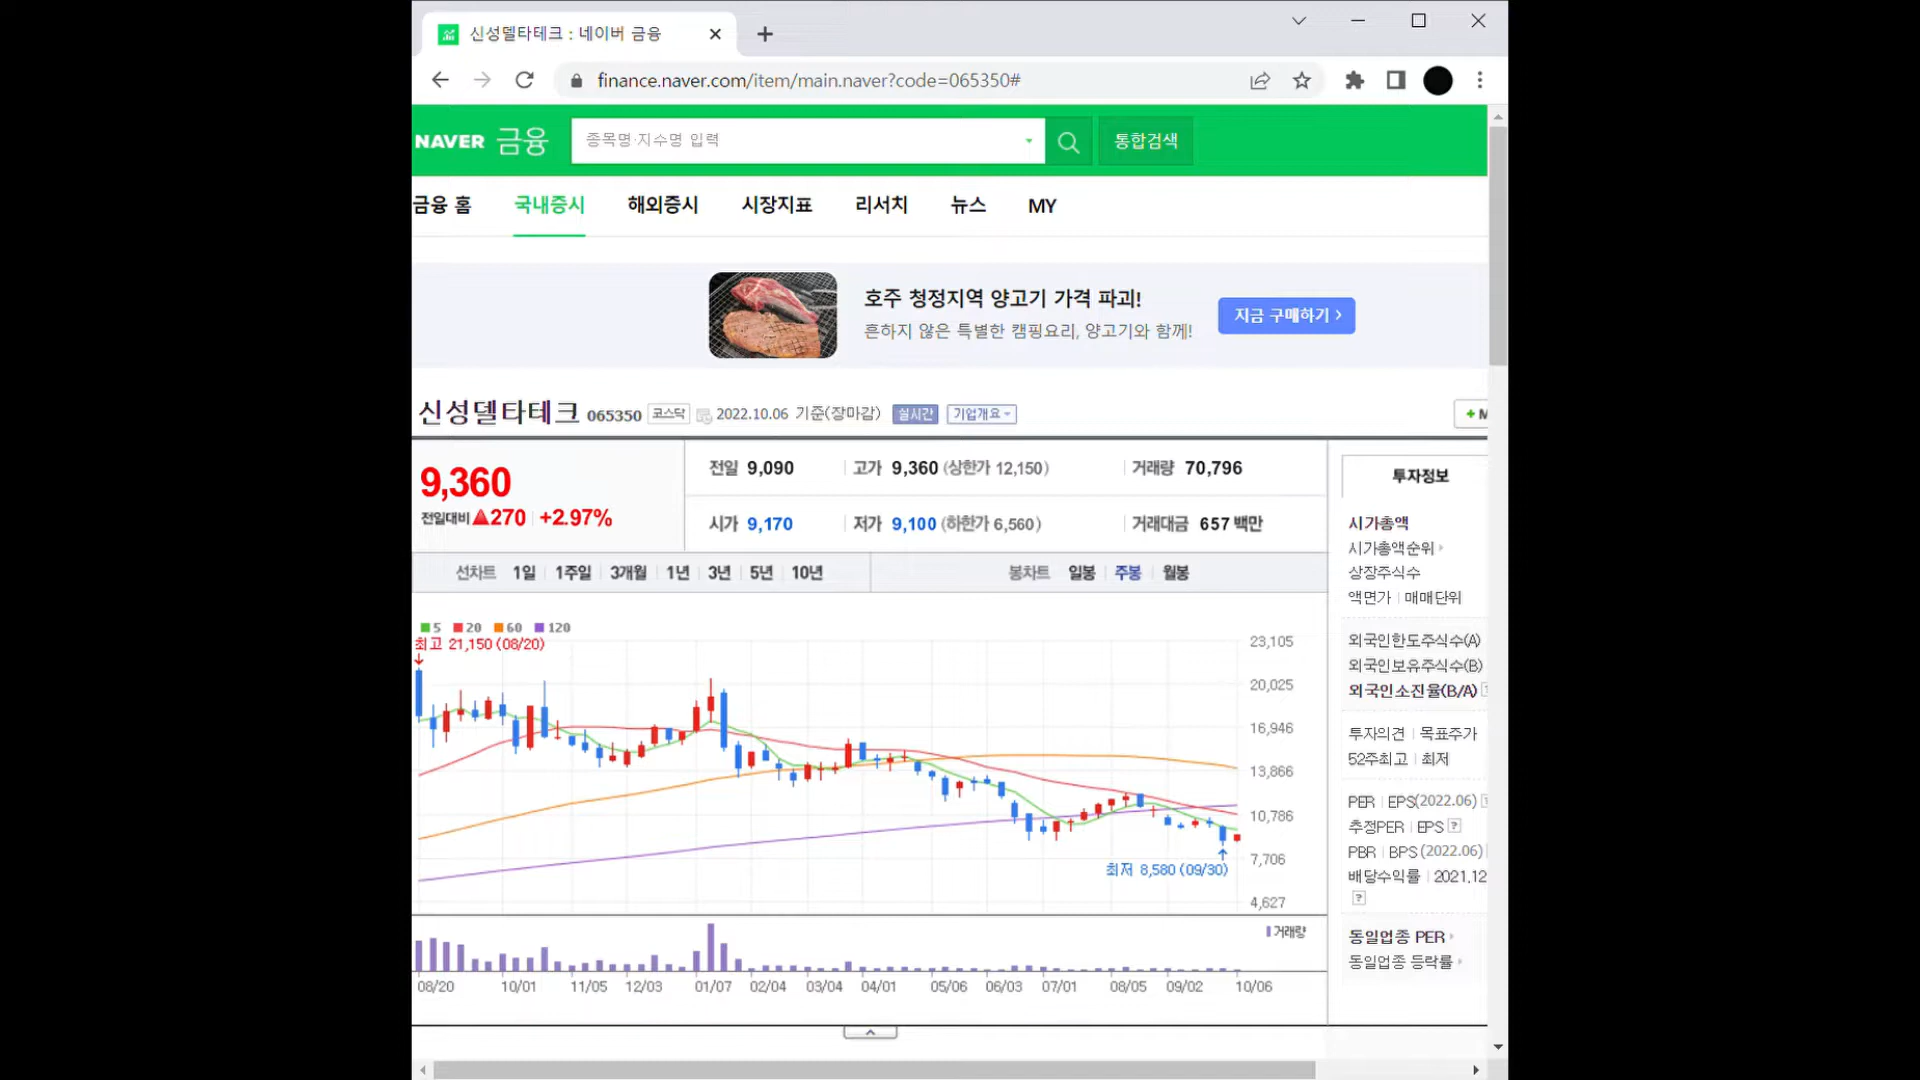 신성델타테크 : 네이버 금융
finance.naver.com/item/main.naver?code=065350#
NAVER 금융 종목명·지수명 입력 통합검색
금융 홈 국내증시 해외증시 시장지표 리서치 뉴스 MY
호주 청정지역 양고기 가격 파괴!
흔하지 않은 특별한 캠핑요리, 양고기와 함께! 지금 구매하기
신성델타테크 065350 코스닥 2022.10.06 기준(장마감) 실시간 기업개요
9,360
전일대비 ▲270 +2.97%
전일 9,090 고가 9,360 (상한가 12,150) 거래량 70,796
시가 9,170 저가 9,100 (하한가 6,560) 거래대금 657 백만
선차트 1일 1주일 3개월 1년 3년 5년 10년 봉차트 일봉 주봉 월봉
5 20 60 120
최고 21,150 (08/20)
23,105
20,025
16,946
13,866
10,786
7,706
4,627
최저 8,580 (09/30)
거래량
08/20 10/01 11/05 12/03 01/07 02/04 03/04 04/01 05/06 06/03 07/01 08/05 09/02 10/06
투자정보
시가총액
시가총액순위
상장주식수
액면가 매매단위
외국인한도주식수(A)
외국인보유주식수(B)
외국인소진율(B/A)
투자의견 목표주가
52주최고 최저
PER EPS(2022.06)
추정PER EPS ?
PBR BPS (2022.06)
배당수익률 2021.12
?
동일업종 PER
동일업종 등락률